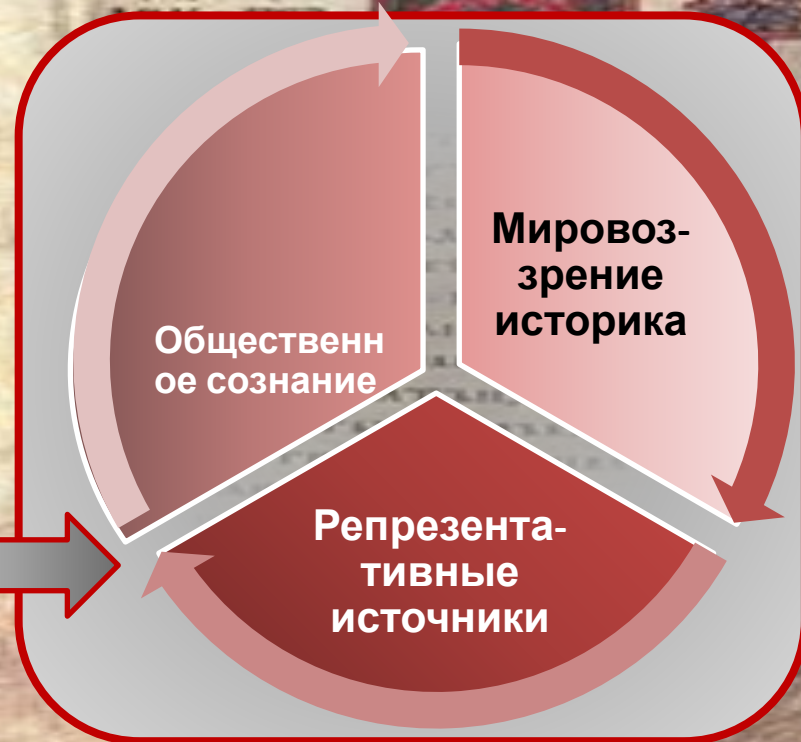 Мировоз-
зрение
историка
Общественн
ое сознание
Репрезента-
тивные
источники